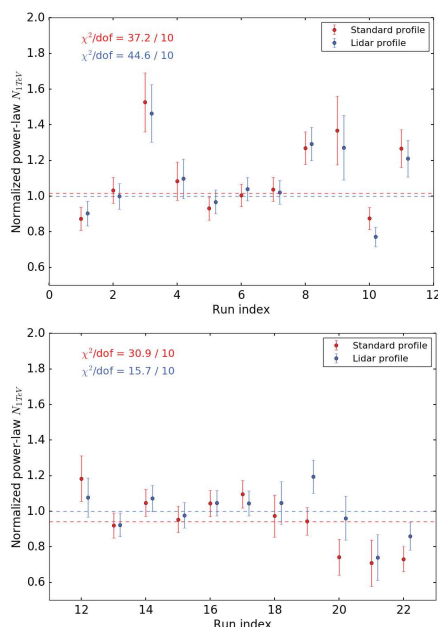 2.0
1.8
1.6
1.4
1.2
1.0
0.8
0.6
Normalized power-law N_1TeV
χ²/dof = 37.2 / 10
χ²/dof = 44.6 / 10
Standard profile
Lidar profile
0 2 4 6 8 10 12
Run index
2.0
1.8
1.6
1.4
1.2
1.0
0.8
0.6
Normalized power-law N_1TeV
χ²/dof = 30.9 / 10
χ²/dof = 15.7 / 10
Standard profile
Lidar profile
12 14 16 18 20 22
Run index